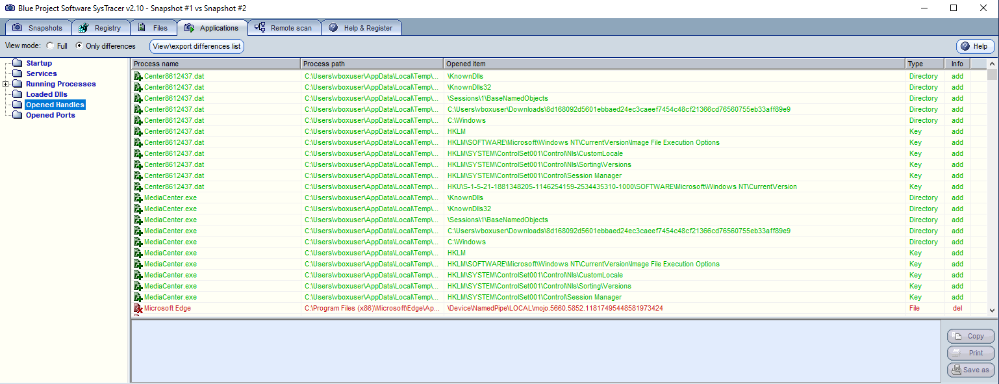 Blue Project Software SysTracer v2.10 - Snapshot #1 vs Snapshot #2
Snapshots Registry Files Applications Remote scan Help & Register
View mode: Full Only differences View\export differences list Help
Startup
Services
Running Processes
Loaded Dlls
Opened Handles
Opened Ports
Process name Process path Opened item Type Info
Center8612437.dat C:\Users\vboxuser\AppData\Local\Temp\... \KnownDlls Directory add
Center8612437.dat C:\Users\vboxuser\AppData\Local\Temp\... \KnownDlls32 Directory add
Center8612437.dat C:\Users\vboxuser\AppData\Local\Temp\... \Sessions\1\BaseNamedObjects Directory add
Center8612437.dat C:\Users\vboxuser\AppData\Local\Temp\... C:\Users\vboxuser\Downloads\8d168092d5601ebbaed24ec3caeef7454c48cf21366cd76560755eb33aff89e9 Directory add
Center8612437.dat C:\Users\vboxuser\AppData\Local\Temp\... C:\Windows Directory add
Center8612437.dat C:\Users\vboxuser\AppData\Local\Temp\... HKLM Key add
Center8612437.dat C:\Users\vboxuser\AppData\Local\Temp\... HKLM\SOFTWARE\Microsoft\Windows NT\CurrentVersion\Image File Execution Options Key add
Center8612437.dat C:\Users\vboxuser\AppData\Local\Temp\... HKLM\SYSTEM\ControlSet001\Control\Nls\CustomLocale Key add
Center8612437.dat C:\Users\vboxuser\AppData\Local\Temp\... HKLM\SYSTEM\ControlSet001\Control\Nls\Sorting\Versions Key add
Center8612437.dat C:\Users\vboxuser\AppData\Local\Temp\... HKLM\SYSTEM\ControlSet001\Control\Session Manager Key add
Center8612437.dat C:\Users\vboxuser\AppData\Local\Temp\... HKU\S-1-5-21-1881348205-1146254159-2534435310-1000\SOFTWARE\Microsoft\Windows NT\CurrentVersion Key add
MediaCenter.exe C:\Users\vboxuser\AppData\Local\Temp\... \KnownDlls Directory add
MediaCenter.exe C:\Users\vboxuser\AppData\Local\Temp\... \KnownDlls32 Directory add
MediaCenter.exe C:\Users\vboxuser\AppData\Local\Temp\... \Sessions\1\BaseNamedObjects Directory add
MediaCenter.exe C:\Users\vboxuser\AppData\Local\Temp\... C:\Users\vboxuser\Downloads\8d168092d5601ebbaed24ec3caeef7454c48cf21366cd76560755eb33aff89e9 Directory add
MediaCenter.exe C:\Users\vboxuser\AppData\Local\Temp\... C:\Windows Directory add
MediaCenter.exe C:\Users\vboxuser\AppData\Local\Temp\... HKLM Key add
MediaCenter.exe C:\Users\vboxuser\AppData\Local\Temp\... HKLM\SOFTWARE\Microsoft\Windows NT\CurrentVersion\Image File Execution Options Key add
MediaCenter.exe C:\Users\vboxuser\AppData\Local\Temp\... HKLM\SYSTEM\ControlSet001\Control\Nls\CustomLocale Key add
MediaCenter.exe C:\Users\vboxuser\AppData\Local\Temp\... HKLM\SYSTEM\ControlSet001\Control\Nls\Sorting\Versions Key add
MediaCenter.exe C:\Users\vboxuser\AppData\Local\Temp\... HKLM\SYSTEM\ControlSet001\Control\Session Manager Key add
Microsoft Edge C:\Program Files (x86)\Microsoft\Edge\Ap... \Device\NamedPipe\LOCAL\mojo.5660.5852.11817495448581973424 File del
Copy
Print
Save as